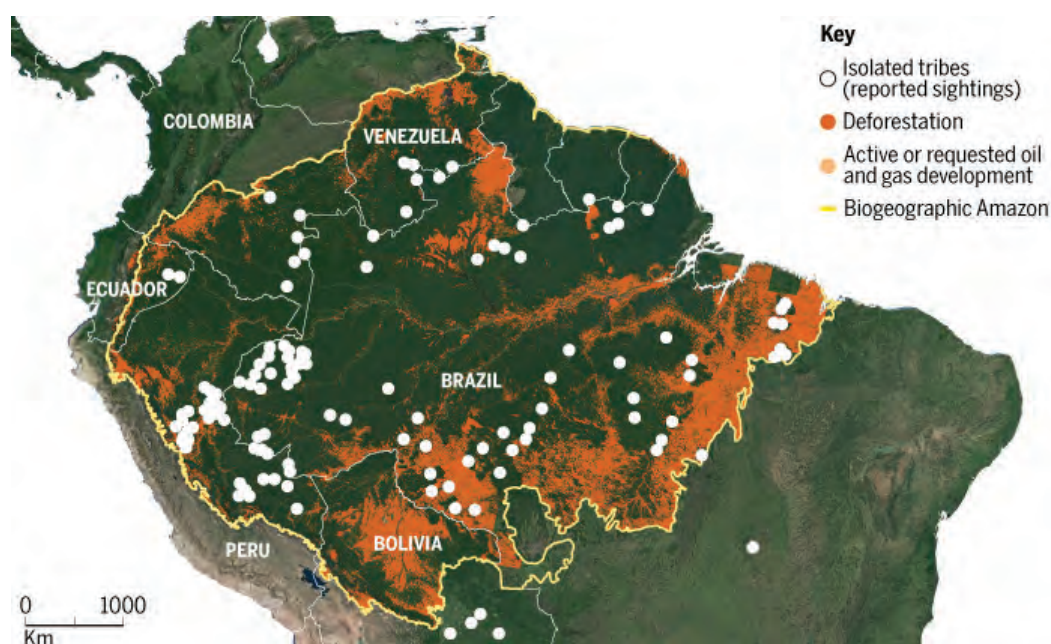 Key
Isolated tribes
(reported sightings)
Deforestation
Active or requested oil
and gas development
Biogeographic Amazon
COLOMBIA
VENEZUELA
ECUADOR
BRAZIL
PERU
BOLIVIA
0 1000
Km